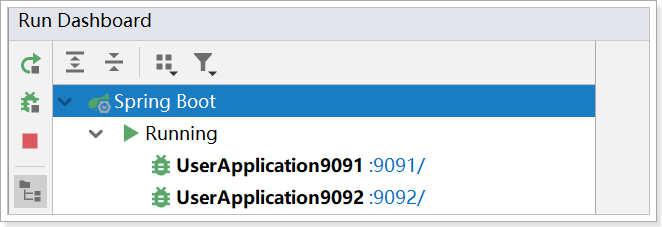 Run Dashboard
Spring Boot
Running
UserApplication9091 :9091/
UserApplication9092 :9092/